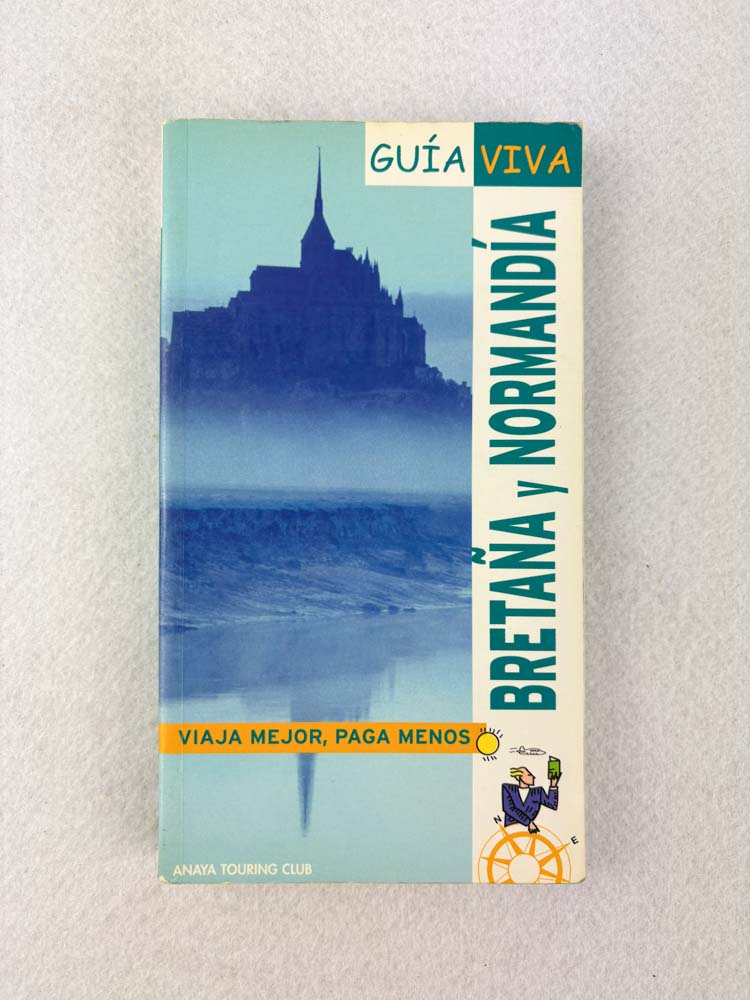 GUÍA VIVA
BRETAÑA y NORMANDÍA
VIAJA MEJOR, PAGA MENOS
N
E
ANAYA TOURING CLUB